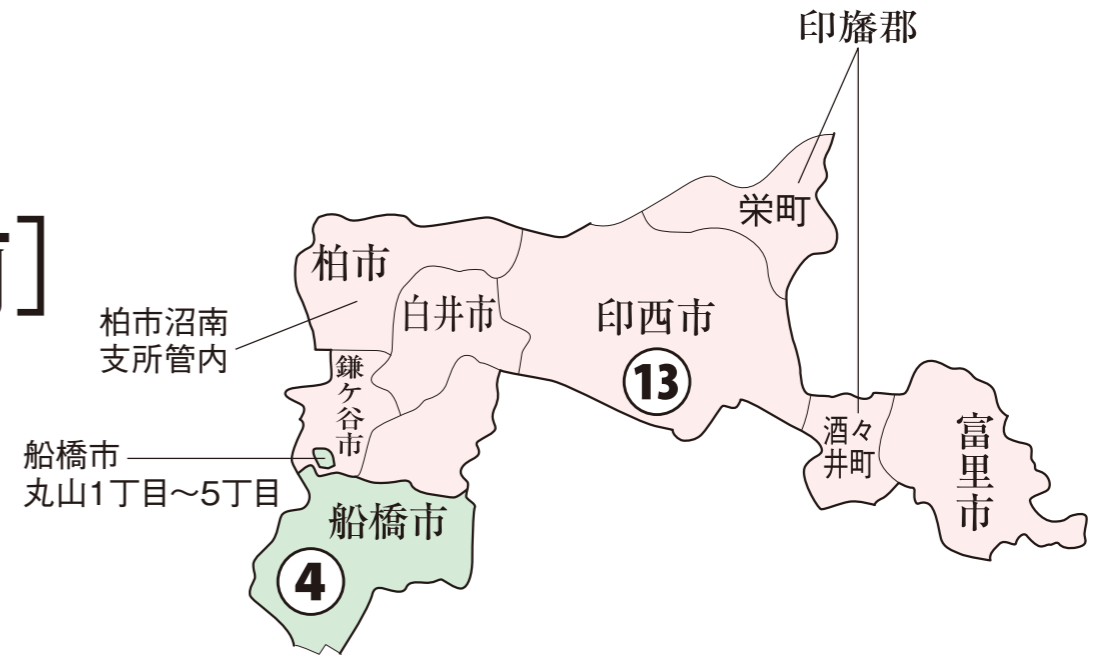 印旛郡
栄町
柏市
白井市
印西市
柏市沼南
支所管内
13
鎌ケ谷市
酒々
井町
富里市
船橋市
丸山1丁目～5丁目
船橋市
4
］